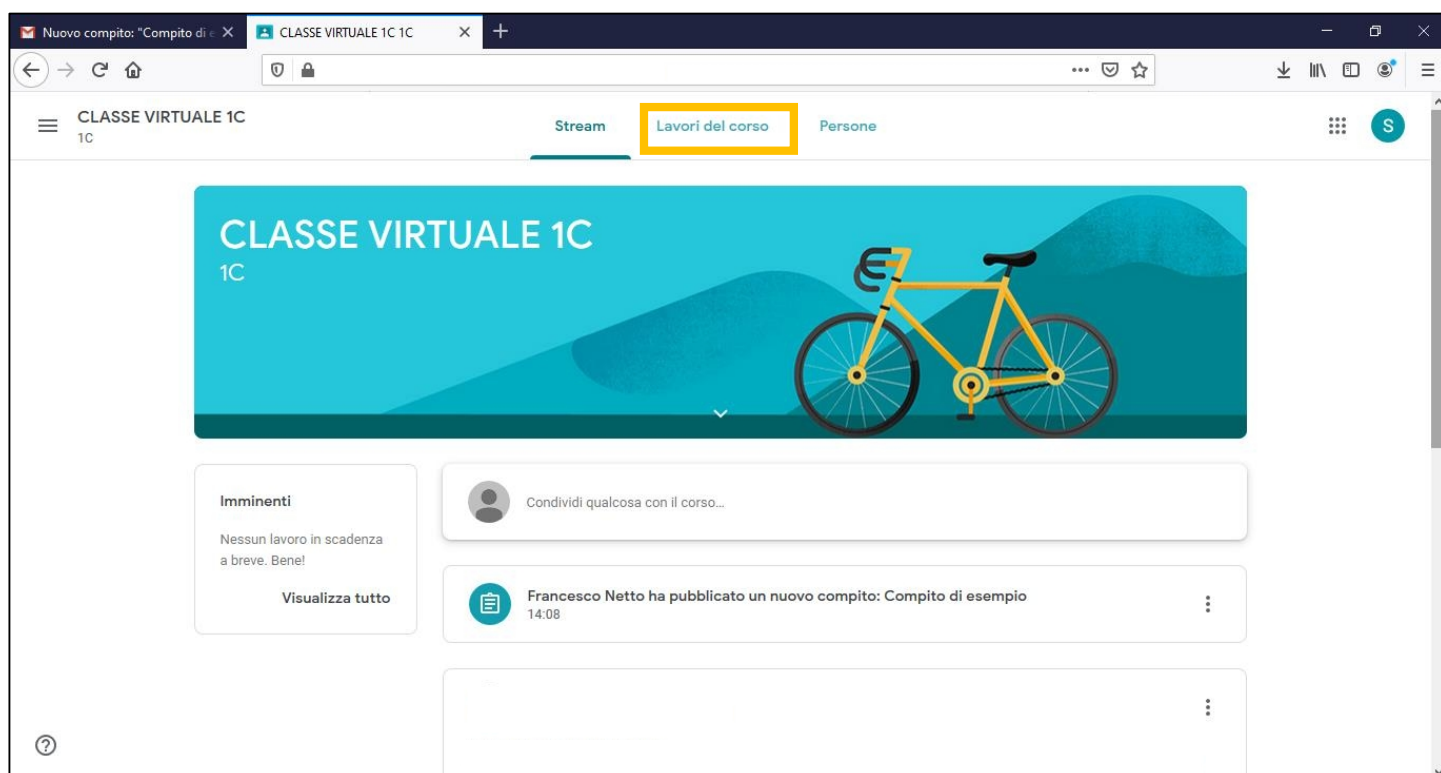 Nuovo compito: "Compito di e
CLASSE VIRTUALE 1C 1C
CLASSE VIRTUALE 1C
1C
Stream
Lavori del corso
Persone
S
CLASSE VIRTUALE 1C
1C
Imminenti
Nessun lavoro in scadenza
a breve. Bene!
Visualizza tutto
Condividi qualcosa con il corso...
Francesco Netto ha pubblicato un nuovo compito: Compito di esempio
14:08